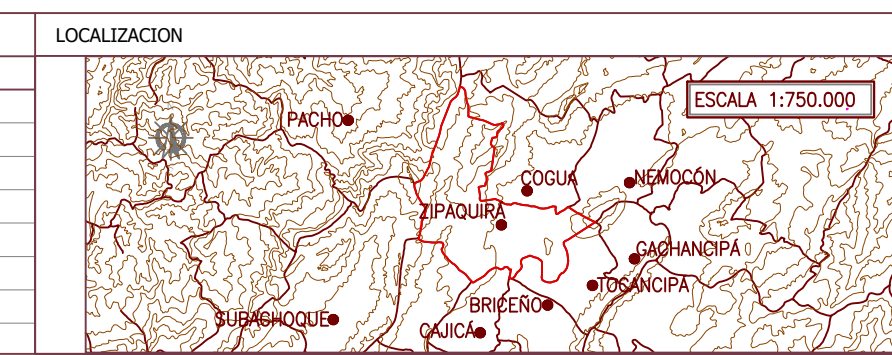 LOCALIZACION
ESCALA 1:750.000
PACHO
COGUA
NEMOCÓN
ZIPAQUIRÁ
GACHANCIPÁ
TOCANCIPÁ
BRICEÑO
SUBACHOQUE
CAJICÁ